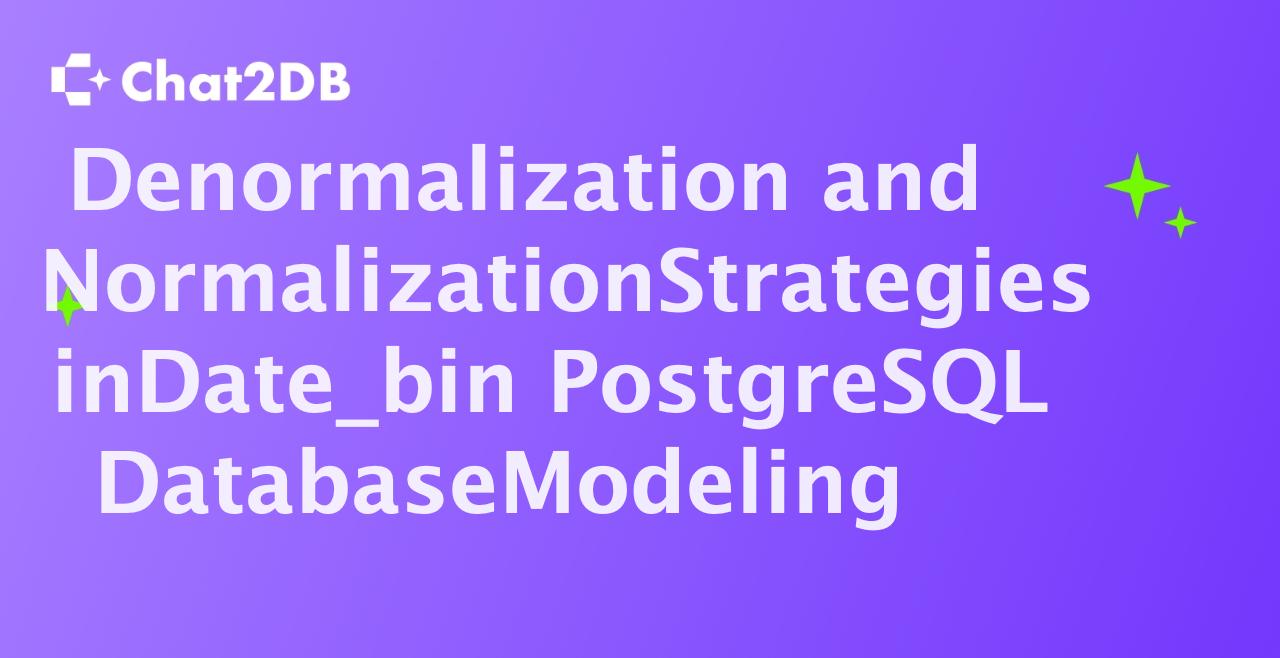 Chat2DB
Denormalization and
NormalizationStrategies
inDate_bin PostgreSQL
DatabaseModeling